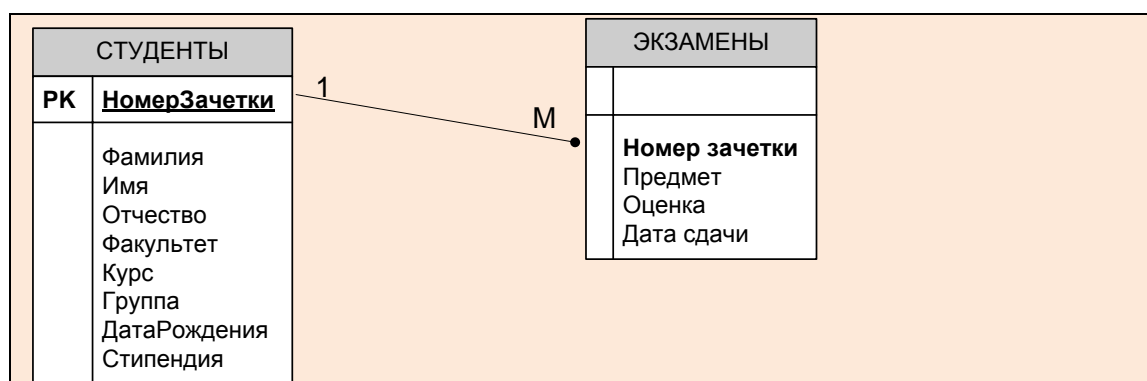 СТУДЕНТЫ
PK НомерЗачетки
Фамилия
Имя
Отчество
Факультет
Курс
Группа
ДатаРождения
Стипендия
1
М
ЭКЗАМЕНЫ
Номер зачетки
Предмет
Оценка
Дата сдачи